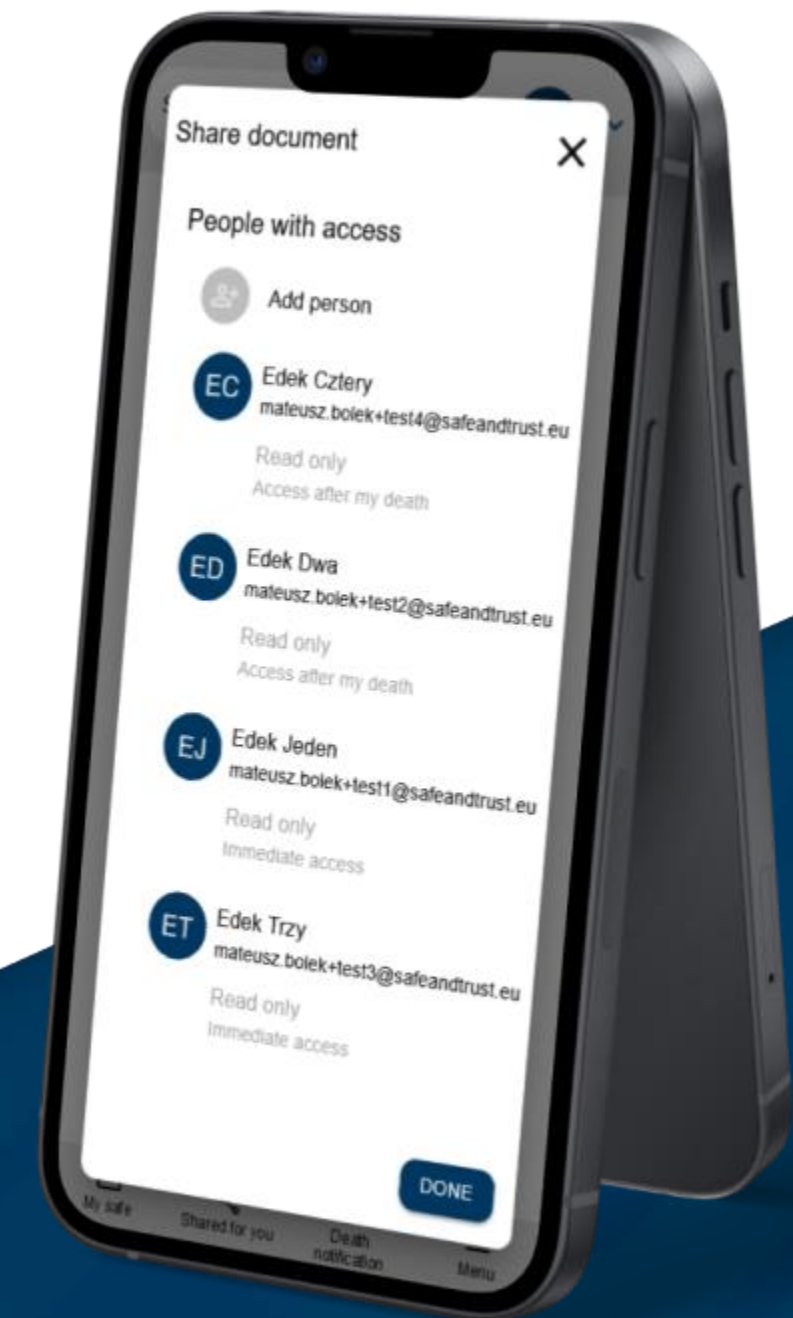 Share document
People with access
Add person
EC
Edek Cztery
mateusz.bolek+test4@safeandtrust.eu
Read only
Access after my death
ED
Edek Dwa
mateusz.bolek+test2@safeandtrust.eu
Read only
Access after my death
EJ
Edek Jeden
mateusz.bolek+test1@safeandtrust.eu
Read only
Immediate access
ET
Edek Trzy
mateusz.bolek+test3@safeandtrust.eu
Read only
Immediate access
DONE
My safe
Shared for you
Death
notification
Menu